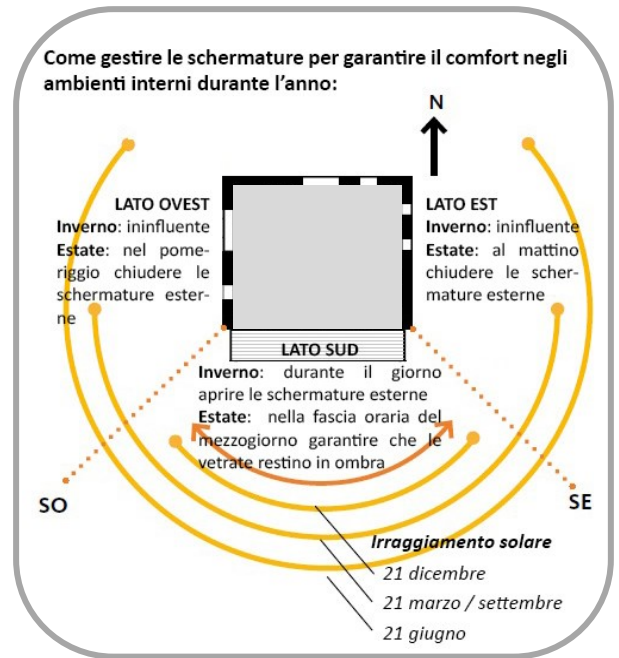 Come gestire le schermature per garantire il comfort negli
ambienti interni durante l’anno:
N
LATO OVEST
Inverno: ininfluente
Estate: nel pome-
riggio chiudere le
schermature ester-
ne
LATO EST
Inverno: ininfluente
Estate: al mattino
chiudere le scher-
mature esterne
LATO SUD
Inverno: durante il giorno
aprire le schermature esterne
Estate: nella fascia oraria del
mezzogiorno garantire che le
vetrate restino in ombra
SO
SE
Irraggiamento solare
21 dicembre
21 marzo / settembre
21 giugno